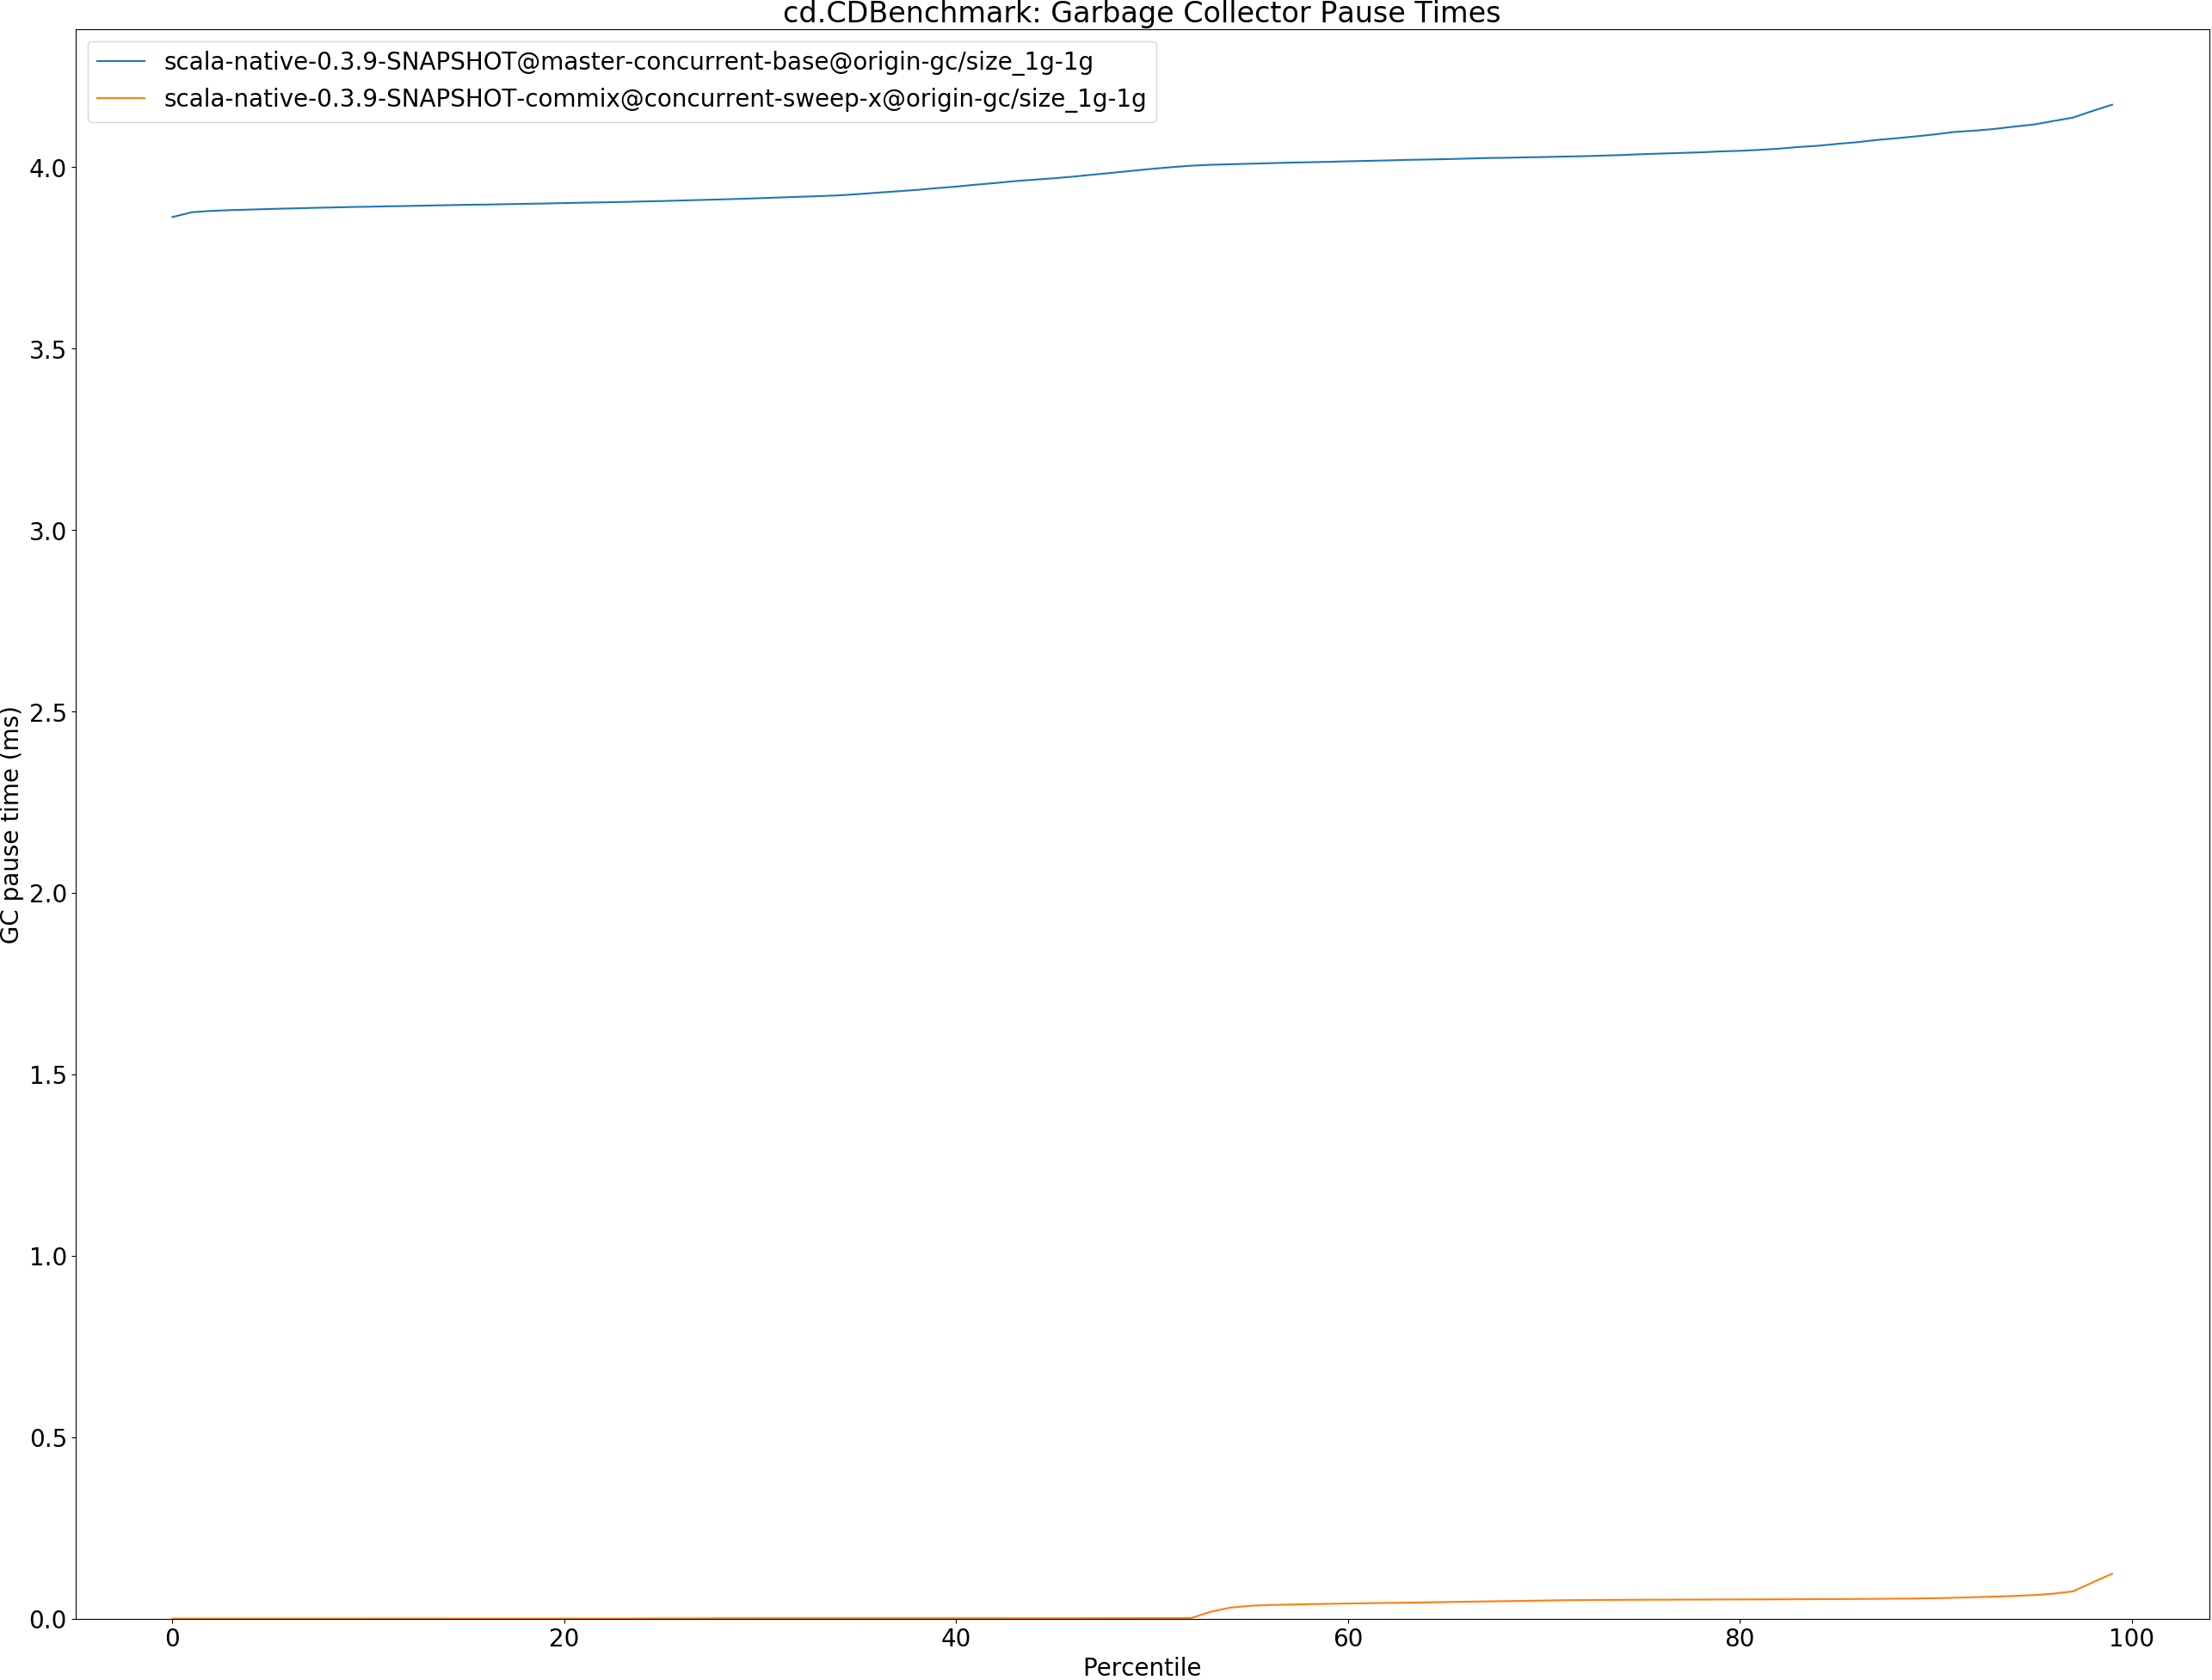 cd.CDBenchmark: Garbage Collector Pause Times
scala-native-0.3.9-SNAPSHOT@master-concurrent-base@origin-gc/size_1g-1g
scala-native-0.3.9-SNAPSHOT-commix@concurrent-sweep-x@origin-gc/size_1g-1g
4.0
3.5
3.0
2.5
2.0
1.5
1.0
0.5
0.0
GC pause time (ms)
0 20 40 60 80 100
Percentile